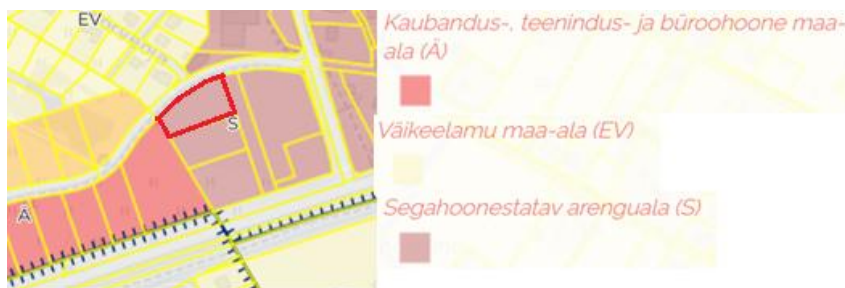 EV
S
Ä
Kaubandus-, teenindus- ja büroohoone maa-
ala (Ä)
Väikeelamu maa-ala (EV)
Segahoonestatav arenguala (S)